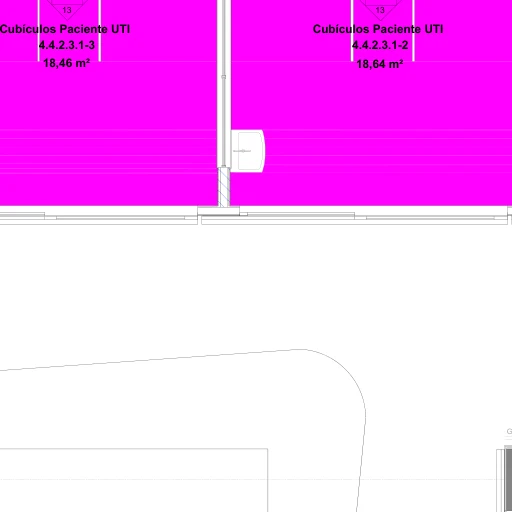 13
Cubículos Paciente UTI
4.4.2.3.1-3
18,46 m²
13
Cubículos Paciente UTI
4.4.2.3.1-2
18,64 m²
G